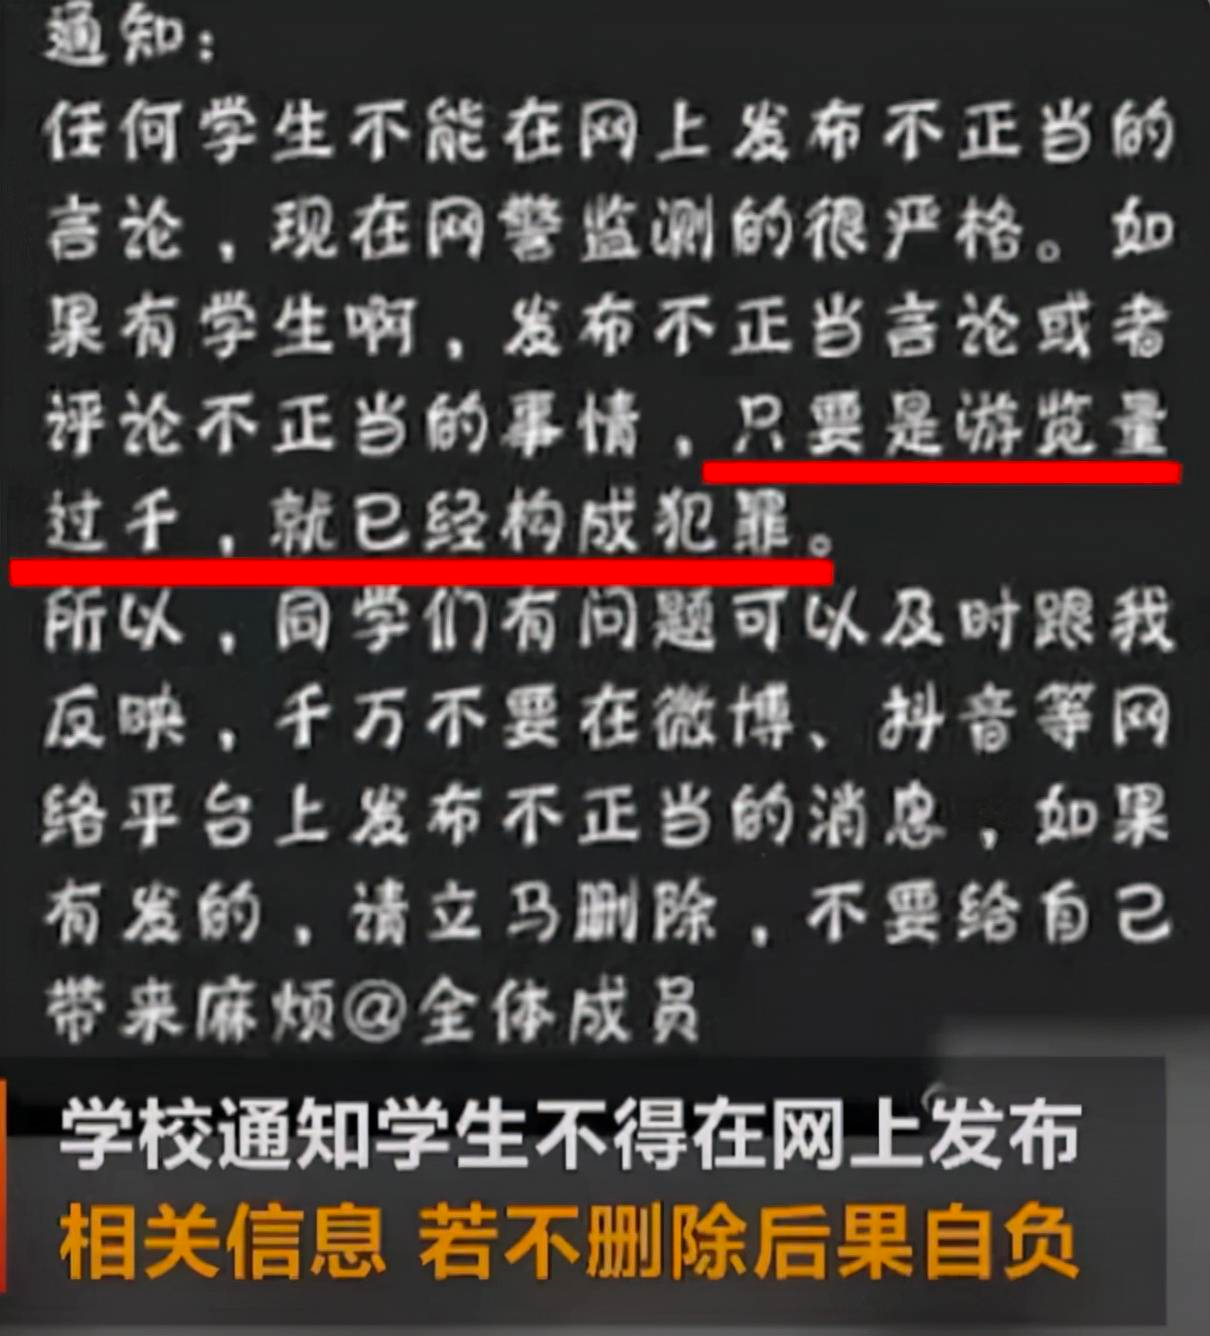 通知：
任何学生不能在网上发布不正当的
言论，现在网警监测的很严格。如
果有学生啊，发布不正当言论或者
评论不正当的事情，只要是游览量
过千，就已经构成犯罪。
所以，同学们有问题可以及时跟我
反映，千万不要在微博、抖音等网
络平台上发布不正当的消息，如果
有发的，请立马删除，不要给自己
带来麻烦@全体成员
学校通知学生不得在网上发布
相关信息 若不删除后果自负